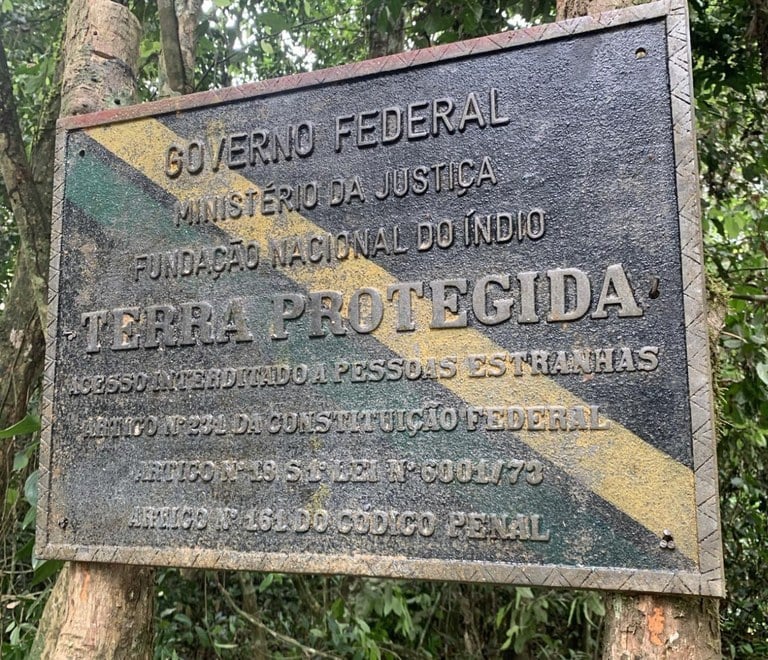 GOVERNO FEDERAL
MINISTÉRIO DA JUSTIÇA
FUNDAÇÃO NACIONAL DO ÍNDIO
TERRA PROTEGIDA
ACESSO INTERDITADO A PESSOAS ESTRANHAS
ARTIGO Nº 231 DA CONSTITUIÇÃO FEDERAL
ARTIGO Nº 18 § 1º LEI Nº 6001/73
ARTIGO Nº 161 DO CÓDIGO PENAL